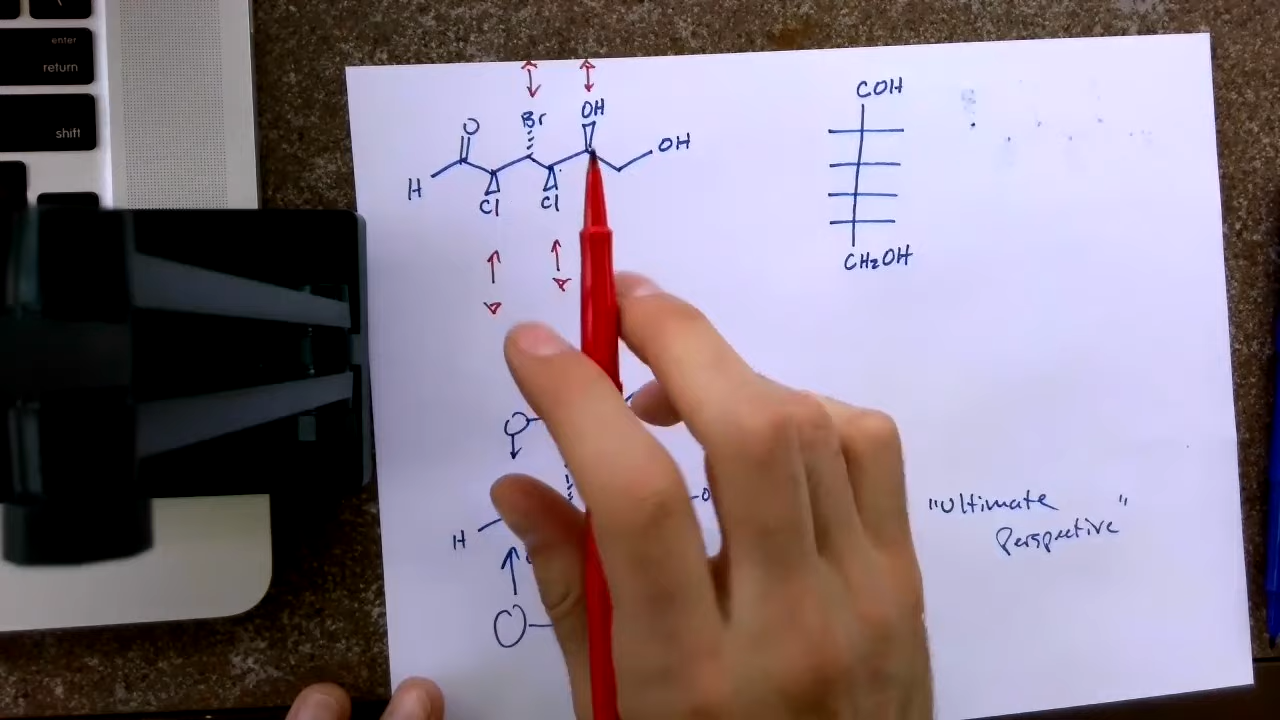 enter
return
shift
Br
OH
O
OH
H
Cl
Cl
COH
CH₂OH
H
"Ultimate
Perspective"